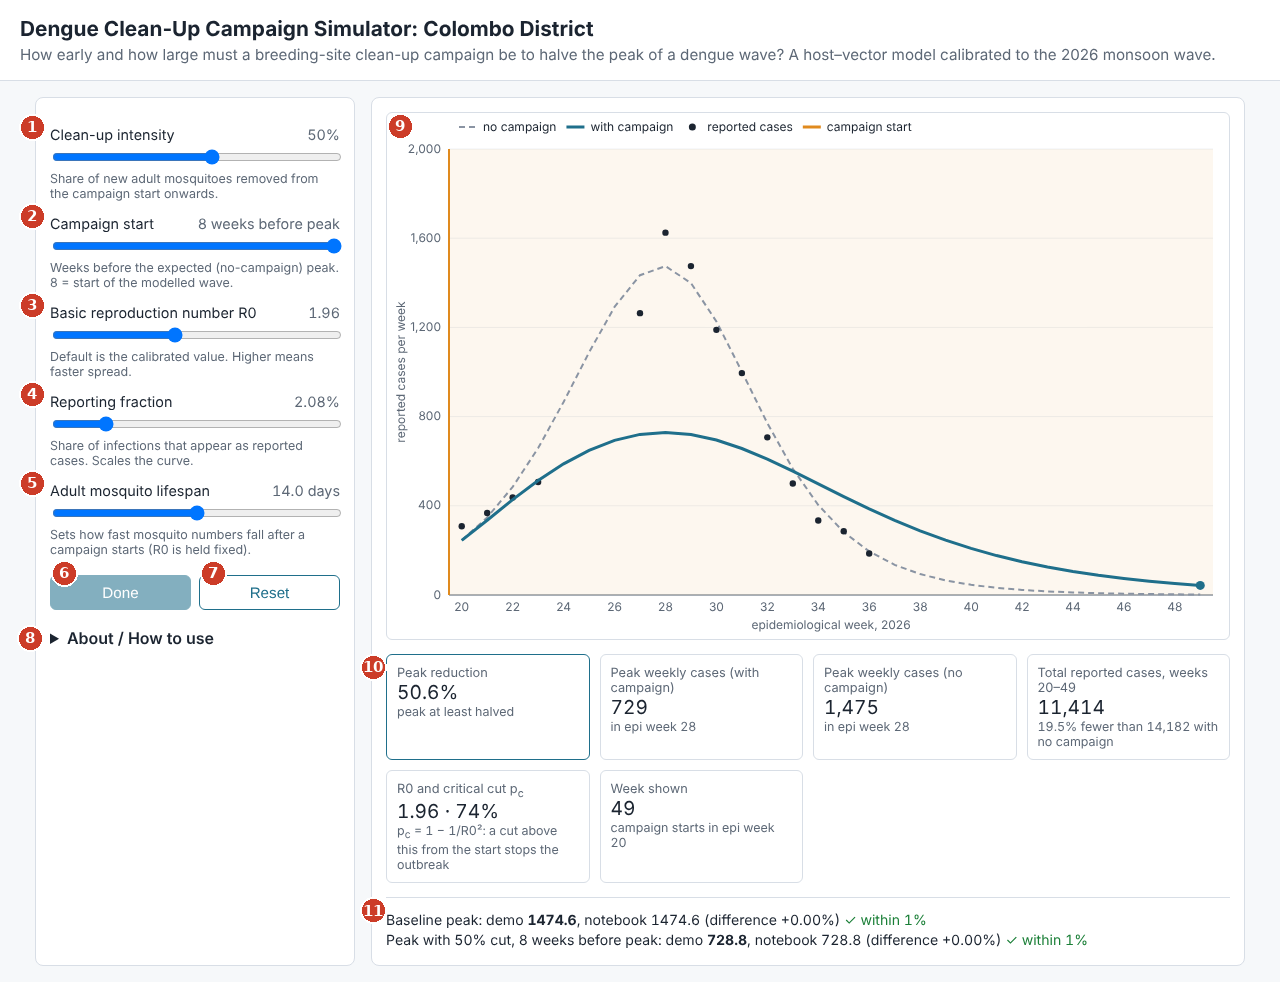 Dengue Clean-Up Campaign Simulator: Colombo District
How early and how large must a breeding-site clean-up campaign be to halve the peak of a dengue wave? A host–vector model calibrated to the 2026 monsoon wave.
1
Clean-up intensity 50%
Share of new adult mosquitoes removed from
the campaign start onwards.
2
Campaign start 8 weeks before peak
Weeks before the expected (no-campaign) peak.
8 = start of the modelled wave.
3
Basic reproduction number R0 1.96
Default is the calibrated value. Higher means
faster spread.
4
Reporting fraction 2.08%
Share of infections that appear as reported
cases. Scales the curve.
5
Adult mosquito lifespan 14.0 days
Sets how fast mosquito numbers fall after a
campaign starts (R0 is held fixed).
6 7
Done Reset
8 ▶ About / How to use
9
no campaign with campaign reported cases campaign start
2,000
1,600
1,200
800
400
0
reported cases per week
20 22 24 26 28 30 32 34 36 38 40 42 44 46 48
epidemiological week, 2026
10
Peak reduction
50.6%
peak at least halved
Peak weekly cases (with
campaign)
729
in epi week 28
Peak weekly cases (no
campaign)
1,475
in epi week 28
Total reported cases, weeks
20–49
11,414
19.5% fewer than 14,182 with
no campaign
R0 and critical cut pc
1.96 · 74%
pc = 1 − 1/R0²: a cut above
this from the start stops the
outbreak
Week shown
49
campaign starts in epi week
20
11
Baseline peak: demo 1474.6, notebook 1474.6 (difference +0.00%) ✓ within 1%
Peak with 50% cut, 8 weeks before peak: demo 728.8, notebook 728.8 (difference +0.00%) ✓ within 1%